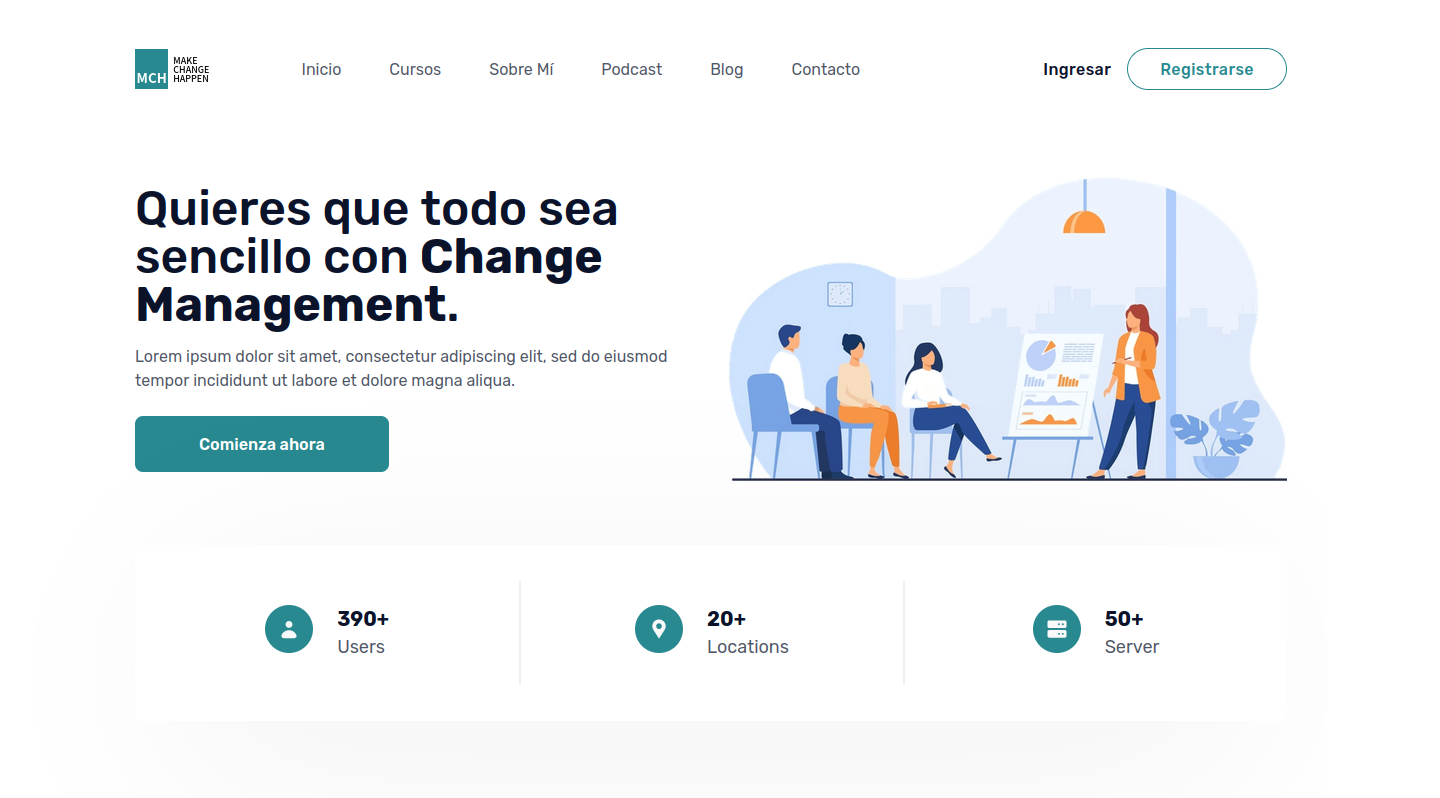 MCH
MAKE
CHANGE
HAPPEN
Inicio
Cursos
Sobre Mí
Podcast
Blog
Contacto
Ingresar
Registrarse
Quieres que todo sea
sencillo con Change
Management.
Lorem ipsum dolor sit amet, consectetur adipiscing elit, sed do eiusmod
tempor incididunt ut labore et dolore magna aliqua.
Comienza ahora
390+
Users
20+
Locations
50+
Server